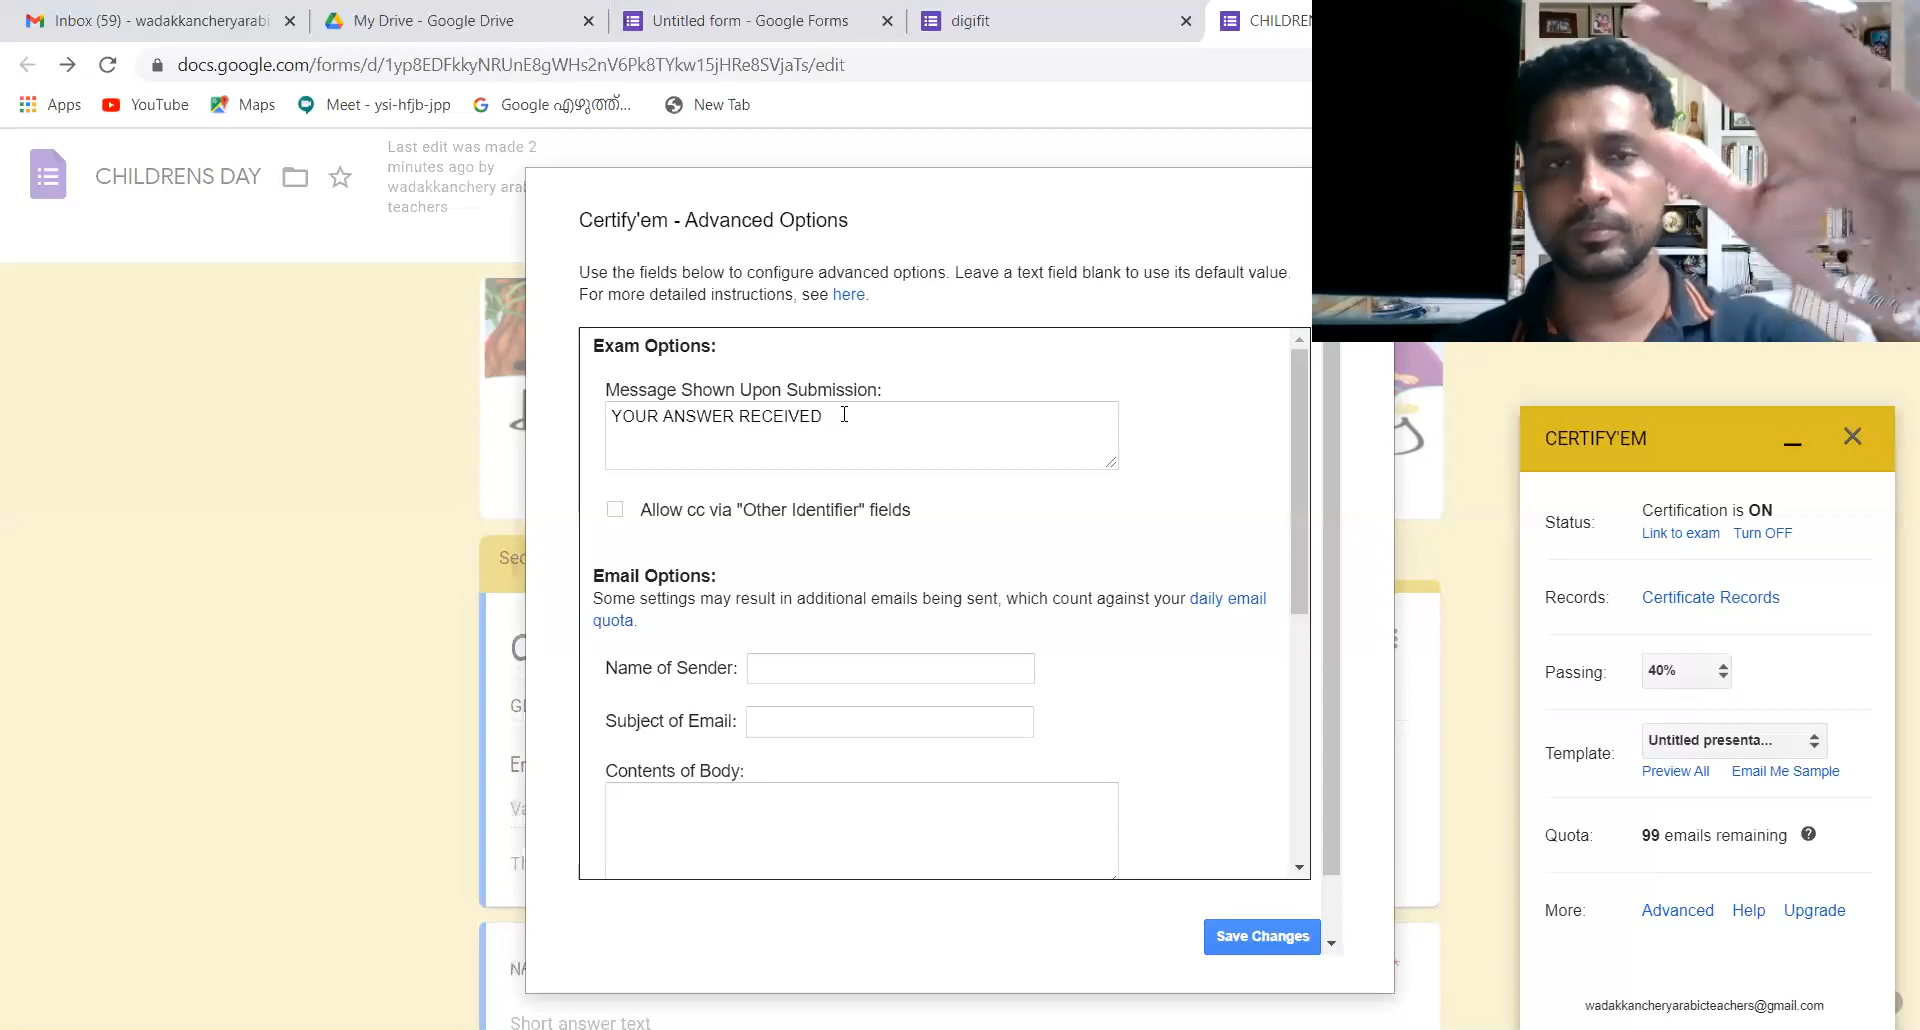 Inbox (59) - wadakkancheryarabi
My Drive - Google Drive
Untitled form - Google Forms
digifit
CHILDREN
docs.google.com/forms/d/1yp8EDFkkyNRUnE8gWHs2nV6Pk8TYkw15jHRe8SVjaTs/edit
Apps
YouTube
Maps
Meet - ysi-hfjb-jpp
Google എഴുത്ത്...
New Tab
CHILDRENS DAY
Last edit was made 2
minutes ago by
wadakkanchery ara
teachers
Certify'em - Advanced Options
Use the fields below to configure advanced options. Leave a text field blank to use its default value.
For more detailed instructions, see here.
Exam Options:
Message Shown Upon Submission:
YOUR ANSWER RECEIVED
Allow cc via "Other Identifier" fields
Email Options:
Some settings may result in additional emails being sent, which count against your daily email
quota.
Name of Sender:
Subject of Email:
Contents of Body:
Save Changes
Sec
Short answer text
CERTIFY'EM
Status:
Certification is ON
Link to exam Turn OFF
Records:
Certificate Records
Passing:
40%
Template:
Untitled presenta...
Preview All Email Me Sample
Quota:
99 emails remaining
More:
Advanced Help Upgrade
wadakkancheryarabicteachers@gmail.com